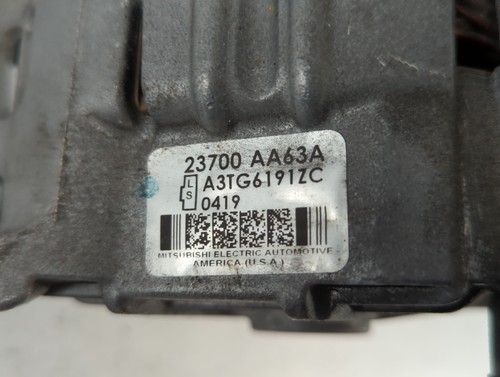 23700 AA63A
L A3TG6191ZC
S 0419
MITSUBISHI ELECTRIC AUTOMOTIVE
AMERICA (U.S.A.)